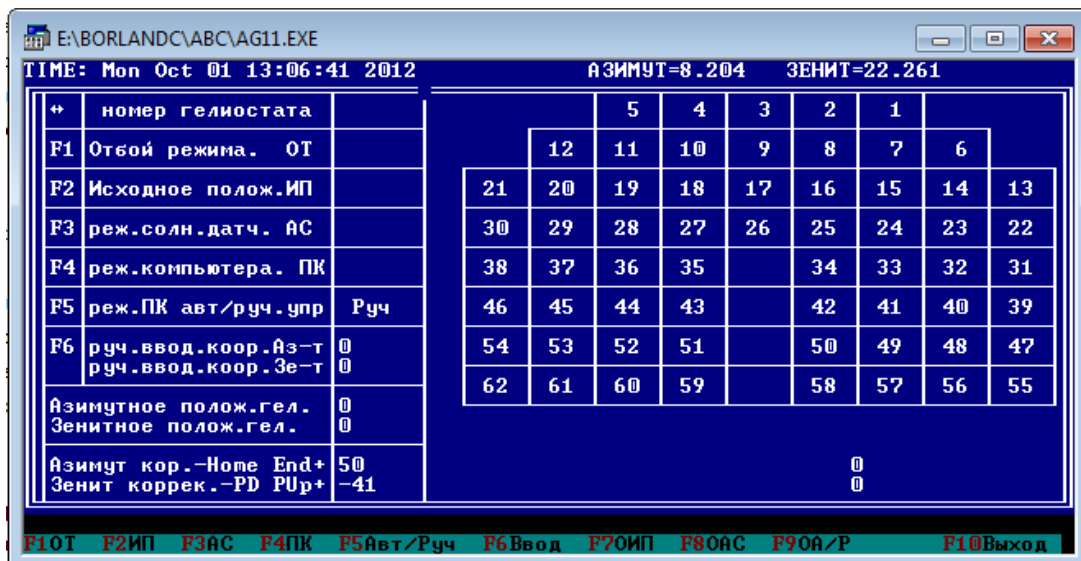 E:\BORLANDC\ABC\AG11.EXE
TIME: Mon Oct 01 13:06:41 2012 АЗИМУТ=8.204 ЗЕНИТ=22.261
↔ номер гелиостата 5 4 3 2 1
F1 Отбой режима. ОТ 12 11 10 9 8 7 6
F2 Исходное полож.ИП 21 20 19 18 17 16 15 14 13
F3 реж.солн.датч. АС 30 29 28 27 26 25 24 23 22
F4 реж.компьютера. ПК 38 37 36 35 34 33 32 31
F5 реж.ПК авт/руч.упр Руч 46 45 44 43 42 41 40 39
F6 руч.ввод.коор.Аз-т 0 54 53 52 51 50 49 48 47
руч.ввод.коор.Зе-т 0
62 61 60 59 58 57 56 55
Азимутное полож.гел. 0
Зенитное полож.гел. 0
Азимут кор.-Home End+ 50 0
Зенит коррек.-PD PUp+ -41 0
F1ОТ F2ИП F3АС F4ПК F5Авт/Руч F6Ввод F7ОИП F8ОАС F9ОА/Р F10Выход